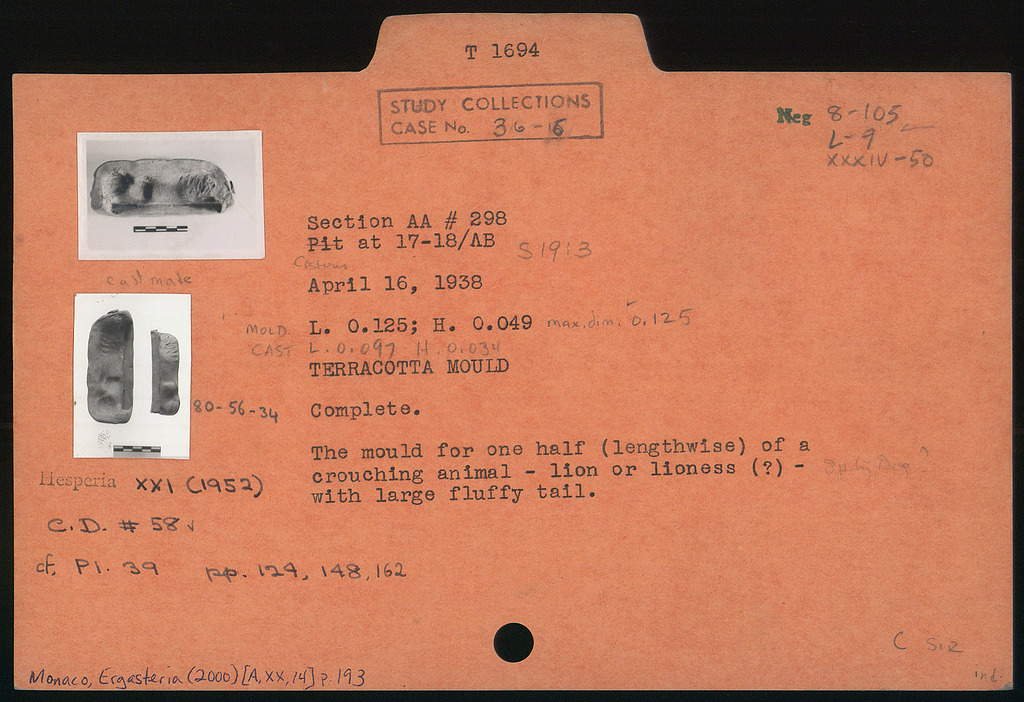 T 1694
STUDY COLLECTIONS
CASE No. 36-15
Neg 8-105
L-9
XXXIV-50
Section AA # 298
Pit at 17-18/AB S 19:3
April 16, 1938
cast made
MOLD. L. 0.125; H. 0.049 max. dim. 0.125
CAST L. 0.097 H. 0.034
TERRACOTTA MOULD
80-56-34
Complete.
The mould for one half (lengthwise) of a
crouching animal - lion or lioness (?) -
with large fluffy tail.
Hesperia XXI (1952)
C.D. # 58 √
cf. Pl. 39 pp. 124, 148, 162
C siz
ind.
Monaco, Ergasteria (2000) [A, XX, 14] p. 193